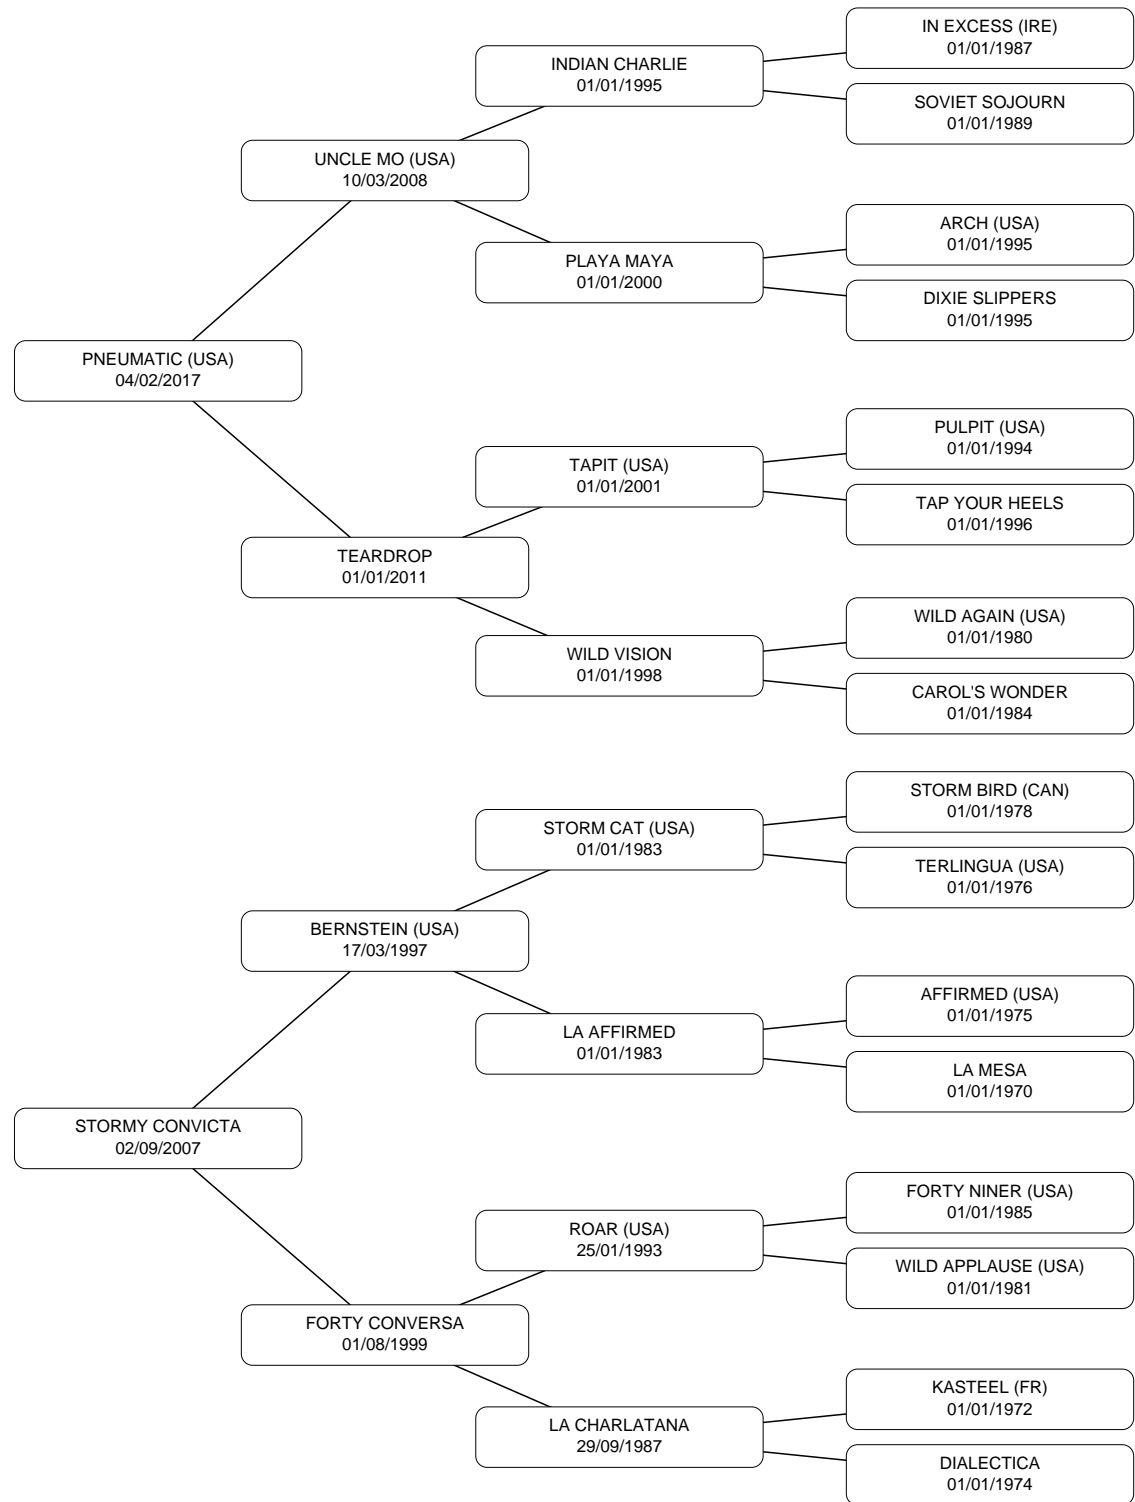 IN EXCESS (IRE)
01/01/1987
INDIAN CHARLIE
01/01/1995
SOVIET SOJOURN
01/01/1989
UNCLE MO (USA)
10/03/2008
ARCH (USA)
01/01/1995
PLAYA MAYA
01/01/2000
DIXIE SLIPPERS
01/01/1995
PNEUMATIC (USA)
04/02/2017
PULPIT (USA)
01/01/1994
TAPIT (USA)
01/01/2001
TAP YOUR HEELS
01/01/1996
TEARDROP
01/01/2011
WILD AGAIN (USA)
01/01/1980
WILD VISION
01/01/1998
CAROL'S WONDER
01/01/1984
STORM BIRD (CAN)
01/01/1978
STORM CAT (USA)
01/01/1983
TERLINGUA (USA)
01/01/1976
BERNSTEIN (USA)
17/03/1997
AFFIRMED (USA)
01/01/1975
LA AFFIRMED
01/01/1983
LA MESA
01/01/1970
STORMY CONVICTA
02/09/2007
FORTY NINER (USA)
01/01/1985
ROAR (USA)
25/01/1993
WILD APPLAUSE (USA)
01/01/1981
FORTY CONVERSA
01/08/1999
KASTEEL (FR)
01/01/1972
LA CHARLATANA
29/09/1987
DIALECTICA
01/01/1974